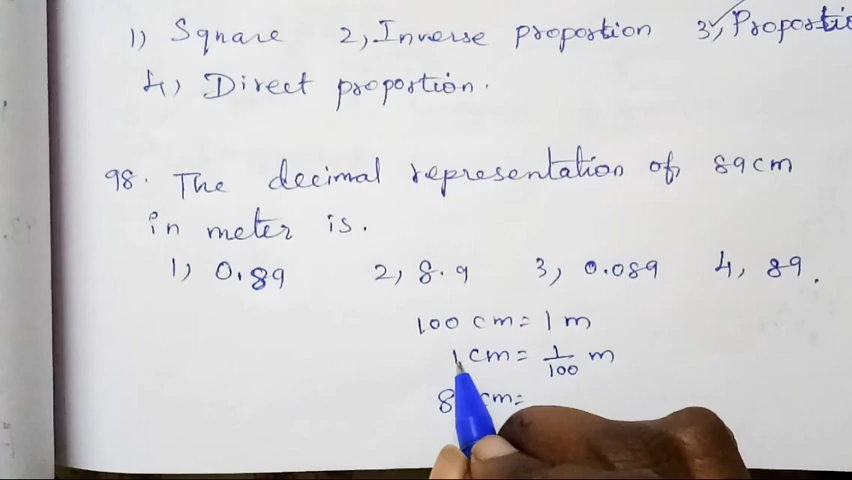 1) Square 2, Inverse proportion 3, Proportio
4) Direct proportion.
98. The decimal representation of 89cm
in meter is.
1) 0.89 2, 8.9 3, 0.089 4, 89.
100 cm = 1 m
1 cm = 1/100 m
8 cm =